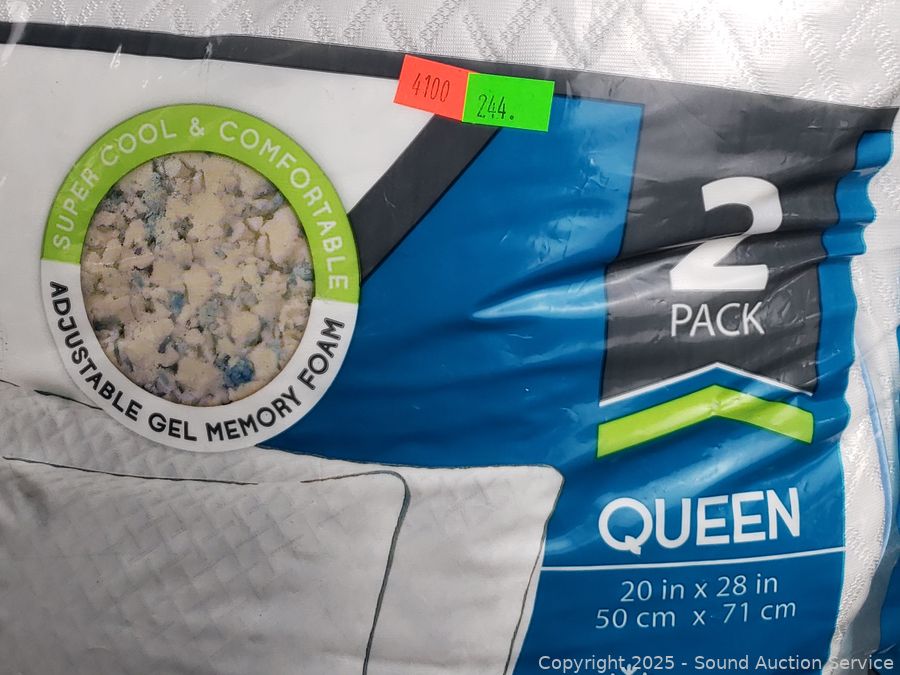 4100
244.
SUPER COOL & COMFORTABLE
ADJUSTABLE GEL MEMORY FOAM
2
PACK
QUEEN
20 in x 28 in
50 cm x 71 cm
Copyright 2025 - Sound Auction Service